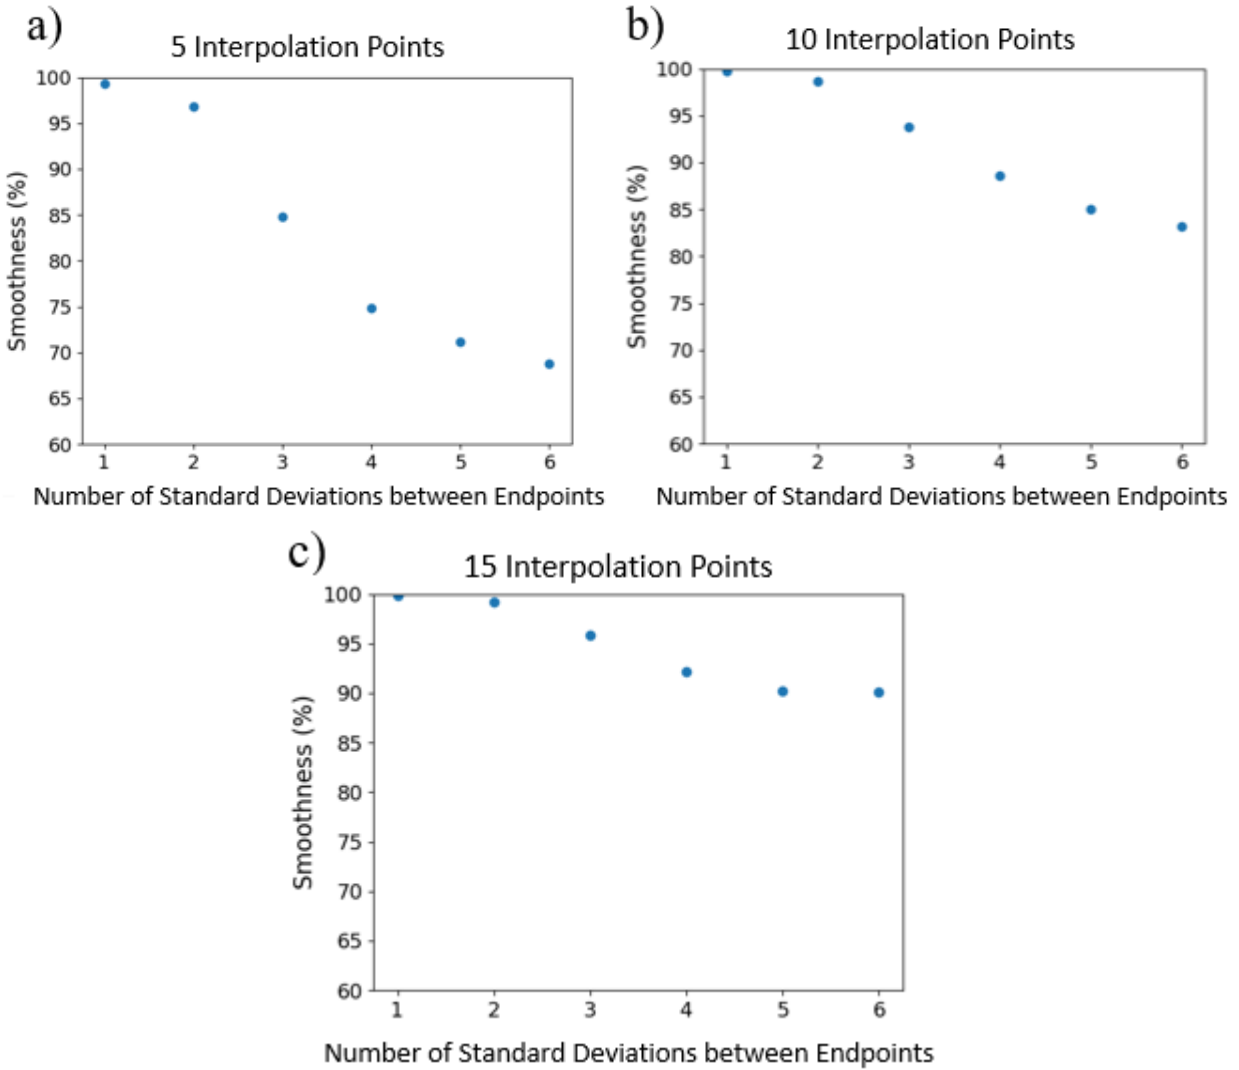 a)
5 Interpolation Points
100
95
90
85
80
75
70
65
60
Smoothness (%)
1 2 3 4 5 6
Number of Standard Deviations between Endpoints
b)
10 Interpolation Points
100
95
90
85
80
75
70
65
60
Smoothness (%)
1 2 3 4 5 6
Number of Standard Deviations between Endpoints
c)
15 Interpolation Points
100
95
90
85
80
75
70
65
60
Smoothness (%)
1 2 3 4 5 6
Number of Standard Deviations between Endpoints